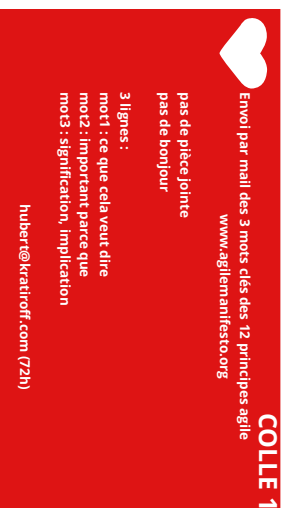 COLLE 1
Envoi par mail des 3 mots clés des 12 principes agile
www.agilemanifesto.org
pas de pièce jointe
pas de bonjour
3 lignes :
mot1 : ce que cela veut dire
mot2 : important parce que
mot3 : signification, implication
hubert@kratiroff.com (72h)